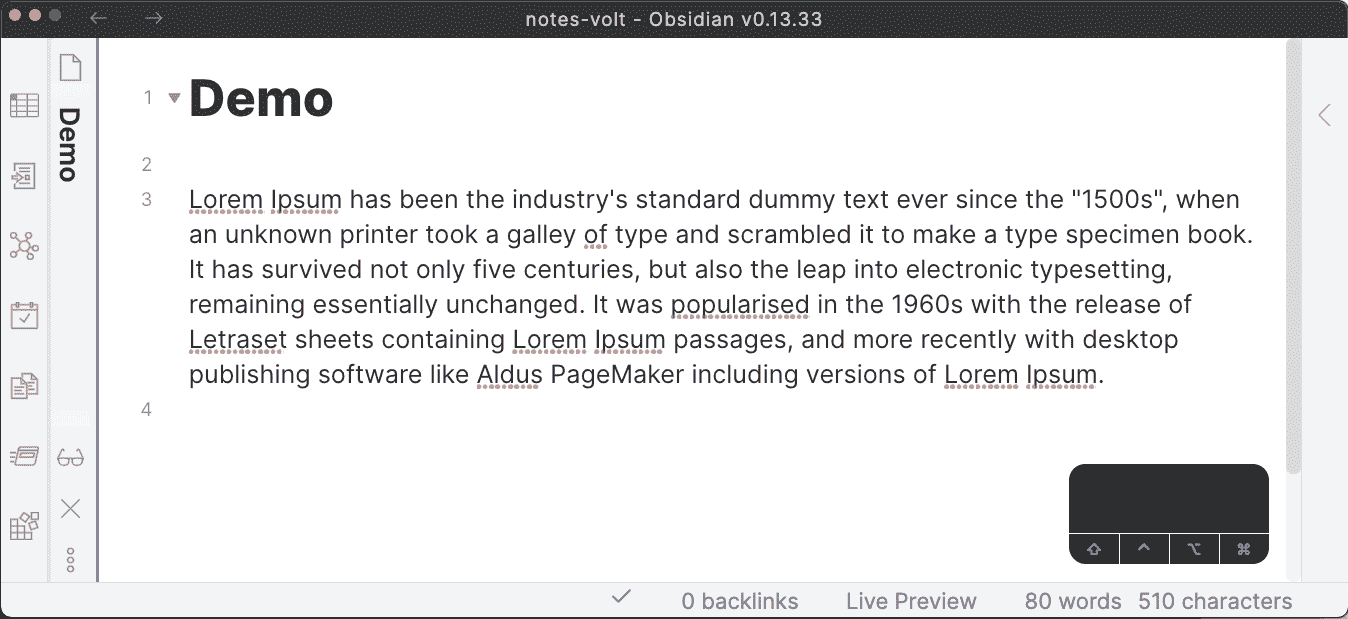 notes-volt - Obsidian v0.13.33
Demo
1
Demo
2
3
Lorem Ipsum has been the industry's standard dummy text ever since the "1500s", when
an unknown printer took a galley of type and scrambled it to make a type specimen book.
It has survived not only five centuries, but also the leap into electronic typesetting,
remaining essentially unchanged. It was popularised in the 1960s with the release of
Letraset sheets containing Lorem Ipsum passages, and more recently with desktop
publishing software like Aldus PageMaker including versions of Lorem Ipsum.
4
0 backlinks Live Preview 80 words 510 characters